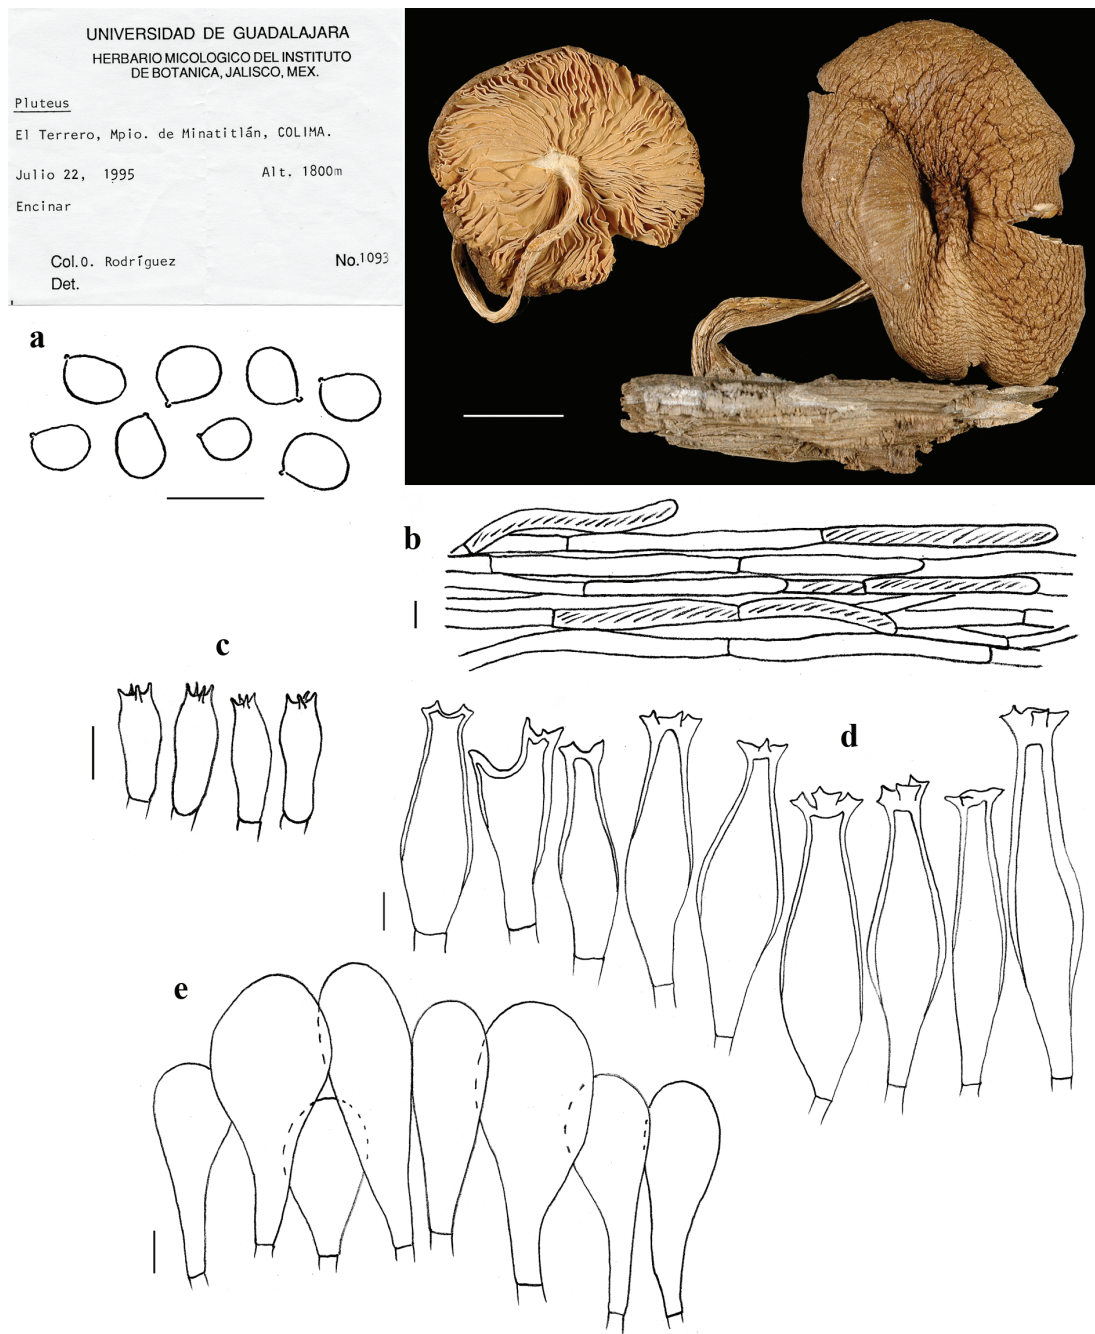 UNIVERSIDAD DE GUADALAJARA
HERBARIO MICOLOGICO DEL INSTITUTO
DE BOTANICA, JALISCO, MEX.
Pluteus
El Terrero, Mpio. de Minatitlán, COLIMA.
Julio 22, 1995 Alt. 1800m
Encinar
Col.O. Rodríguez No.1093
Det.
a
b
c
d
e